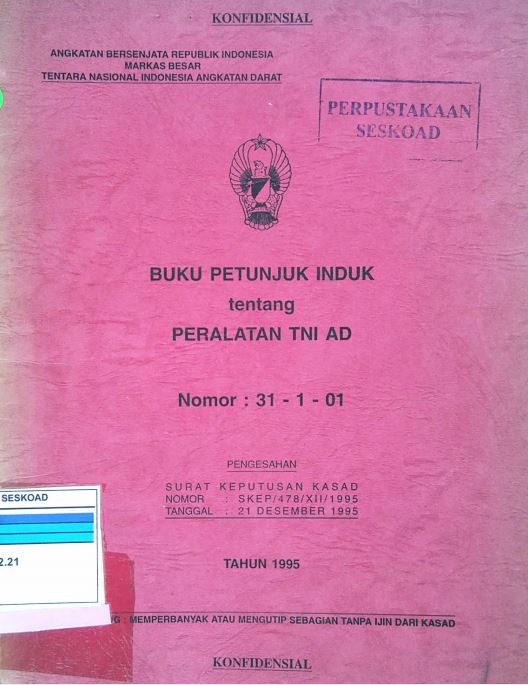 KONFIDENSIAL
ANGKATAN BERSENJATA REPUBLIK INDONESIA
MARKAS BESAR
TENTARA NASIONAL INDONESIA ANGKATAN DARAT
PERPUSTAKAAN
SESKOAD
BUKU PETUNJUK INDUK
tentang
PERALATAN TNI AD
Nomor : 31 - 1 - 01
PENGESAHAN
SURAT KEPUTUSAN KASAD
NOMOR : SKEP/478/XII/1995
TANGGAL : 21 DESEMBER 1995
SESKOAD
2.21
TAHUN 1995
: MEMPERBANYAK ATAU MENGUTIP SEBAGIAN TANPA IJIN DARI KASAD
KONFIDENSIAL